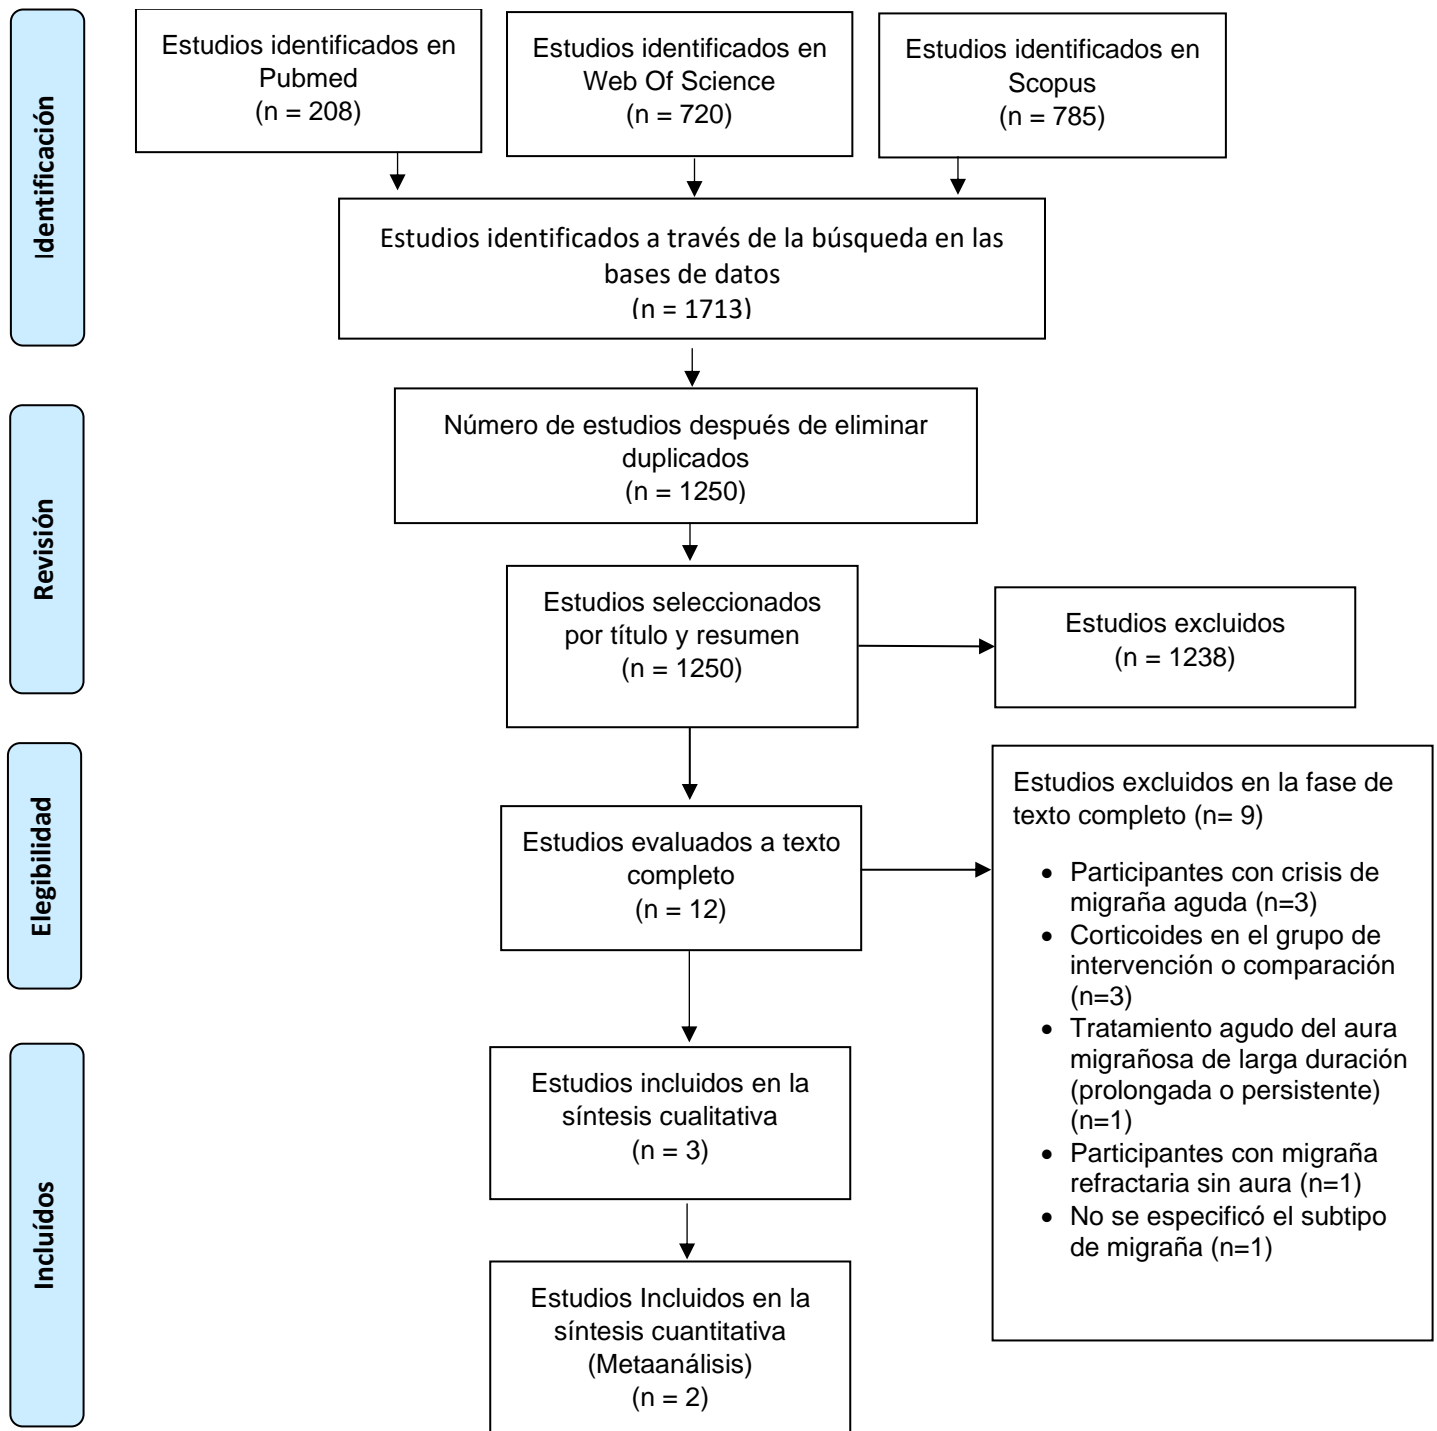 Identificación
Estudios identificados en
Pubmed
(n = 208)
Estudios identificados en
Web Of Science
(n = 720)
Estudios identificados en
Scopus
(n = 785)
Estudios identificados a través de la búsqueda en las
bases de datos
(n = 1713)
Revisión
Número de estudios después de eliminar
duplicados
(n = 1250)
Estudios seleccionados
por título y resumen
(n = 1250)
Estudios excluidos
(n = 1238)
Elegibilidad
Estudios evaluados a texto
completo
(n = 12)
Estudios excluidos en la fase de
texto completo (n= 9)
• Participantes con crisis de
migraña aguda (n=3)
• Corticoides en el grupo de
intervención o comparación
(n=3)
• Tratamiento agudo del aura
migrañosa de larga duración
(prolongada o persistente)
(n=1)
• Participantes con migraña
refractaria sin aura (n=1)
• No se especificó el subtipo
de migraña (n=1)
Incluídos
Estudios incluidos en la
síntesis cualitativa
(n = 3)
Estudios Incluidos en la
síntesis cuantitativa
(Metaanálisis)
(n = 2)